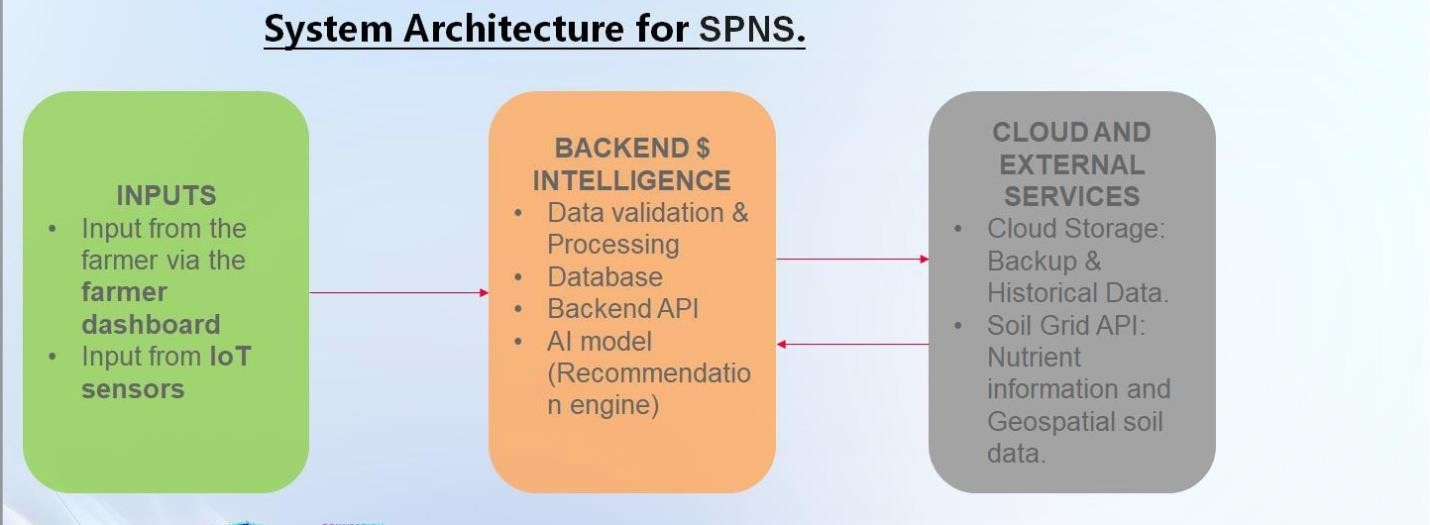 System Architecture for SPNS.
INPUTS
• Input from the
farmer via the
farmer
dashboard
• Input from IoT
sensors
BACKEND $
INTELLIGENCE
• Data validation &
Processing
• Database
• Backend API
• AI model
(Recommendatio
n engine)
CLOUD AND
EXTERNAL
SERVICES
• Cloud Storage:
Backup &
Historical Data.
• Soil Grid API:
Nutrient
information and
Geospatial soil
data.